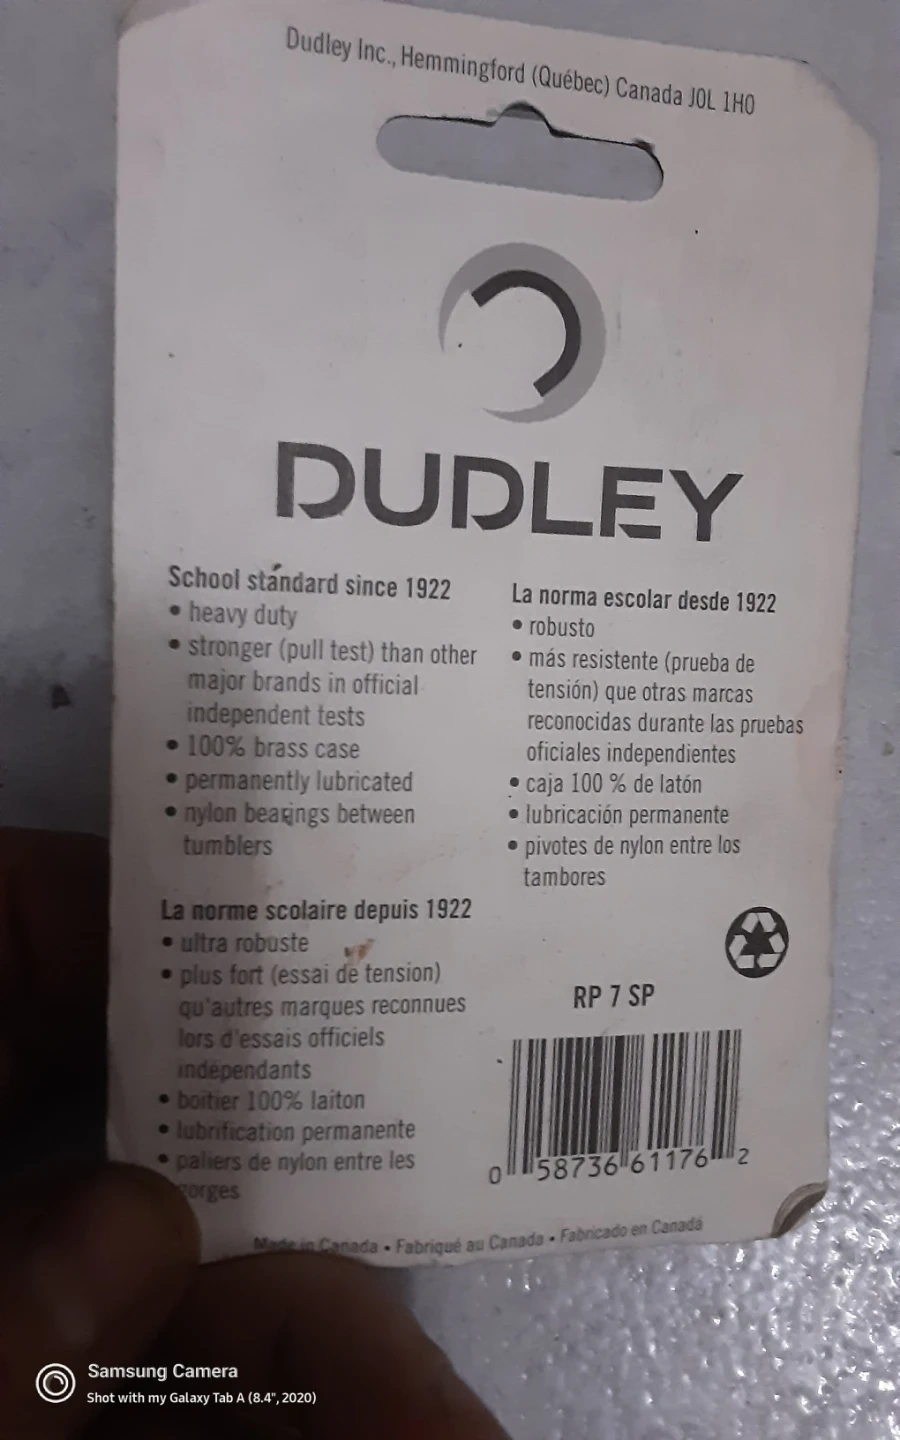 Dudley Inc., Hemmingford (Québec) Canada J0L 1H0
DUDLEY
School standard since 1922
• heavy duty
• stronger (pull test) than other
major brands in official
independent tests
• 100% brass case
• permanently lubricated
• nylon bearings between
tumblers
La norme scolaire depuis 1922
• ultra robuste
• plus fort (essai de tension)
qu'autres marques reconnues
lors d'essais officiels
indépendants
• boîtier 100% laiton
• lubrification permanente
• paliers de nylon entre les
gorges
La norma escolar desde 1922
• robusto
• más resistente (prueba de
tensión) que otras marcas
reconocidas durante las pruebas
oficiales independientes
• caja 100 % de latón
• lubricación permanente
• pivotes de nylon entre los
tambores
RP 7 SP
0 58736 61176 2
Made in Canada • Fabriqué au Canada • Fabricado en Canadá
Samsung Camera
Shot with my Galaxy Tab A (8.4", 2020)